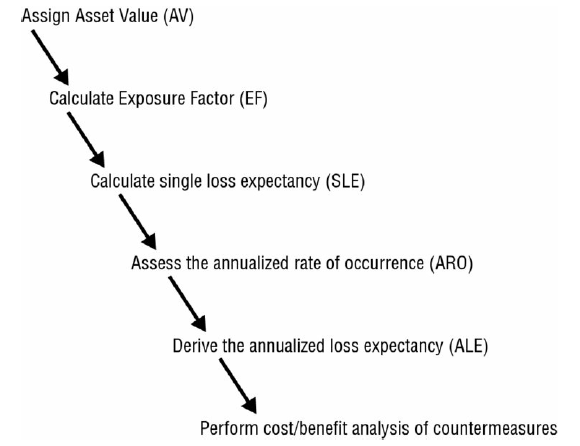 Assign Asset Value (AV)
Calculate Exposure Factor (EF)
Calculate single loss expectancy (SLE)
Assess the annualized rate of occurrence (ARO)
Derive the annualized loss expectancy (ALE)
Perform cost/benefit analysis of countermeasures